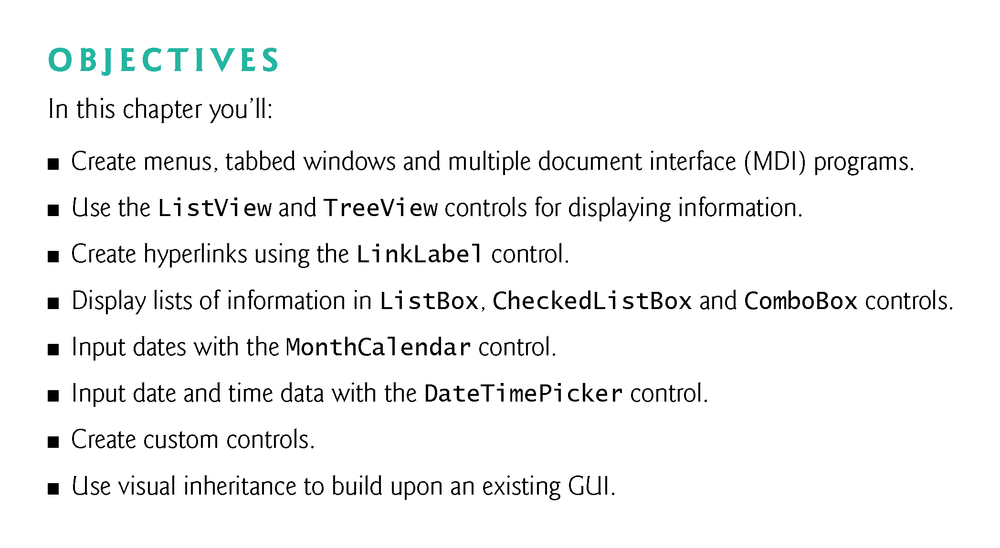 OBJECTIVES
In this chapter you’ll:
■ Create menus, tabbed windows and multiple document interface (MDI) programs.
■ Use the ListView and TreeView controls for displaying information.
■ Create hyperlinks using the LinkLabel control.
■ Display lists of information in ListBox, CheckedListBox and ComboBox controls.
■ Input dates with the MonthCalendar control.
■ Input date and time data with the DateTimePicker control.
■ Create custom controls.
■ Use visual inheritance to build upon an existing GUI.